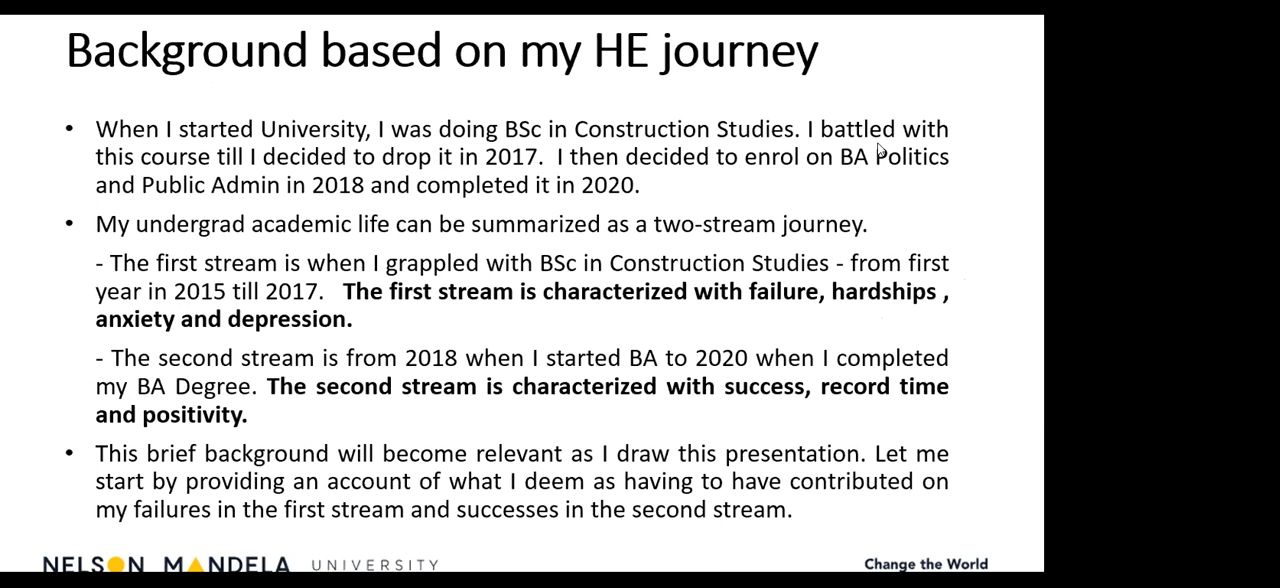 Background based on my HE journey
• When I started University, I was doing BSc in Construction Studies. I battled with
this course till I decided to drop it in 2017.  I then decided to enrol on BA Politics
and Public Admin in 2018 and completed it in 2020.
• My undergrad academic life can be summarized as a two-stream journey.
- The first stream is when I grappled with BSc in Construction Studies - from first
year in 2015 till 2017.   The first stream is characterized with failure, hardships ,
anxiety and depression.
- The second stream is from 2018 when I started BA to 2020 when I completed
my BA Degree. The second stream is characterized with success, record time
and positivity.
• This brief background will become relevant as I draw this presentation. Let me
start by providing an account of what I deem as having to have contributed on
my failures in the first stream and successes in the second stream.
NELSON MANDELA UNIVERSITY
Change the World